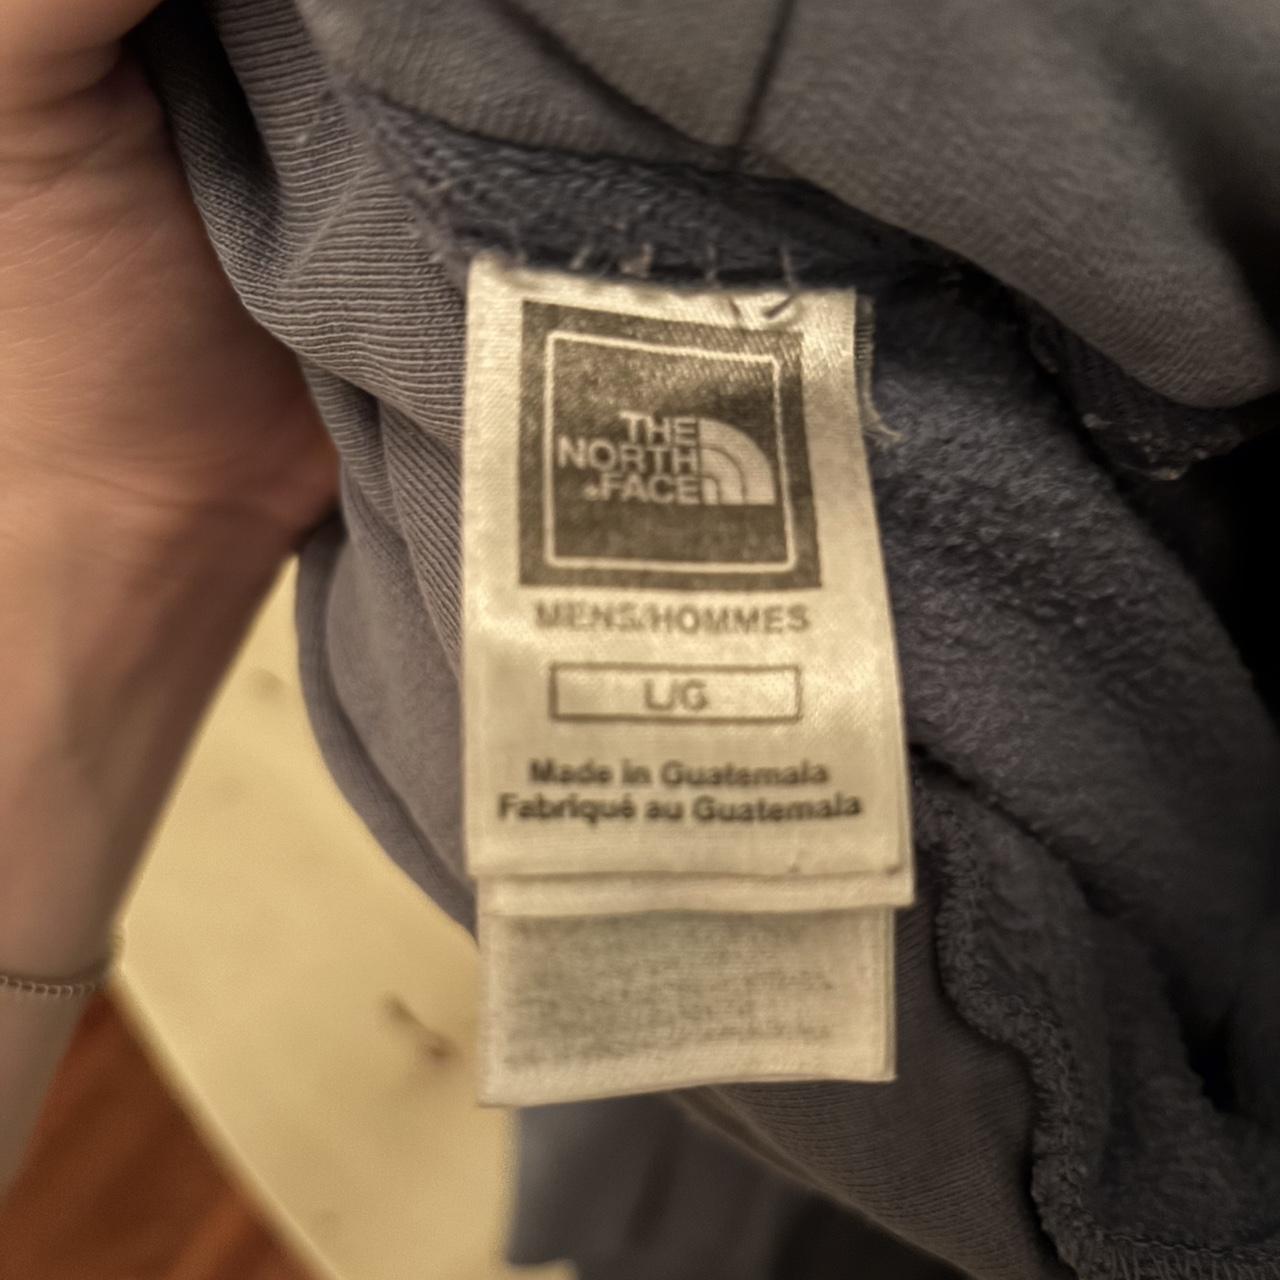 THE
NORTH
FACE
MENS/HOMMES
L/G
Made in Guatemala
Fabriqué au Guatemala